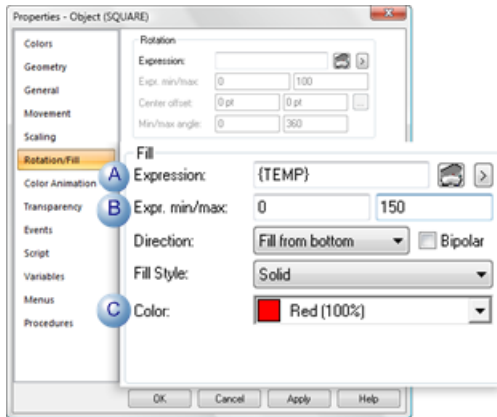 Properties - Object (SQUARE)
Colors
Geometry
General
Movement
Scaling
Rotation/Fill
Color Animation
Transparency
Events
Script
Variables
Menus
Procedures
Rotation
Expression: >
Expr. min/max: 0 100
Center offset: 0 pt 0 pt ...
Min/max angle: 0 360
Fill
A Expression: {TEMP} >
B Expr. min/max: 0 150
Direction: Fill from bottom Bipolar
Fill Style: Solid
C Color: Red (100%)
OK Cancel Apply Help